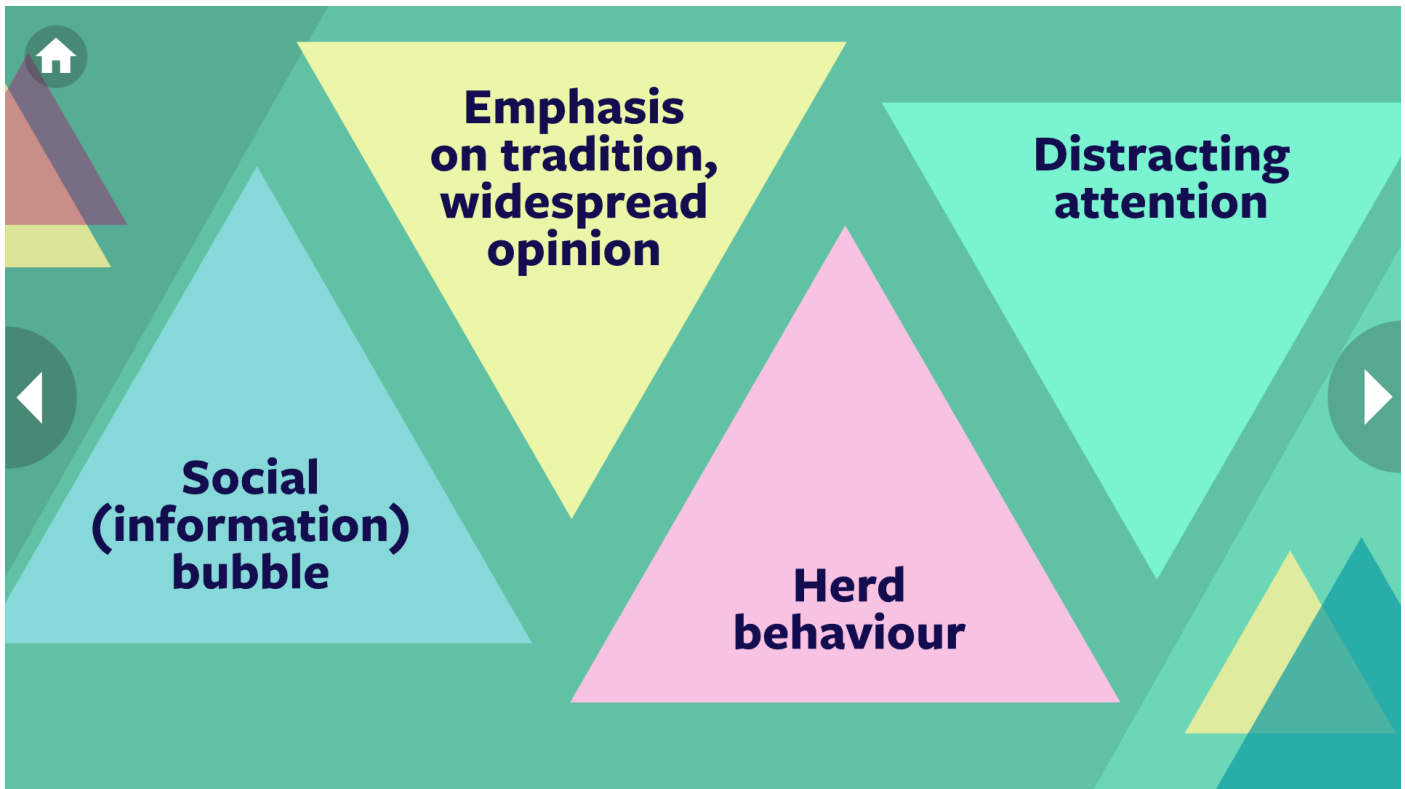 Emphasis
on tradition,
widespread
opinion
Distracting
attention
Social
(information)
bubble
Herd
behaviour